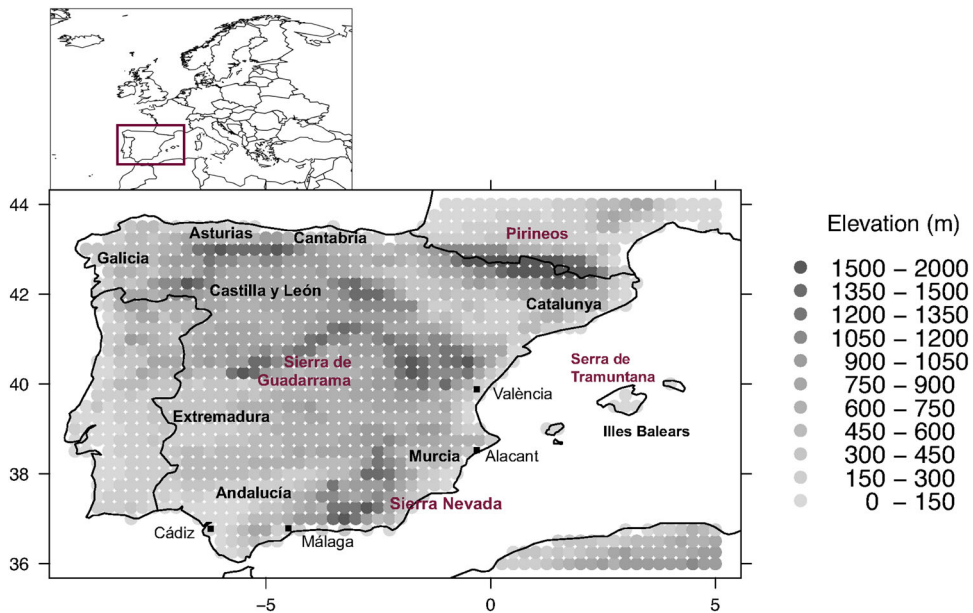 44
42
40
38
36
-5
0
5
Asturias
Cantabria
Pirineos
Galicia
Castilla y León
Catalunya
Sierra de
Guadarrama
Serra de
Tramuntana
València
Extremadura
Illes Balears
Murcia
Alacant
Andalucía
Sierra Nevada
Cádiz
Málaga
Elevation (m)
1500 – 2000
1350 – 1500
1200 – 1350
1050 – 1200
900 – 1050
750 – 900
600 – 750
450 – 600
300 – 450
150 – 300
0 – 150